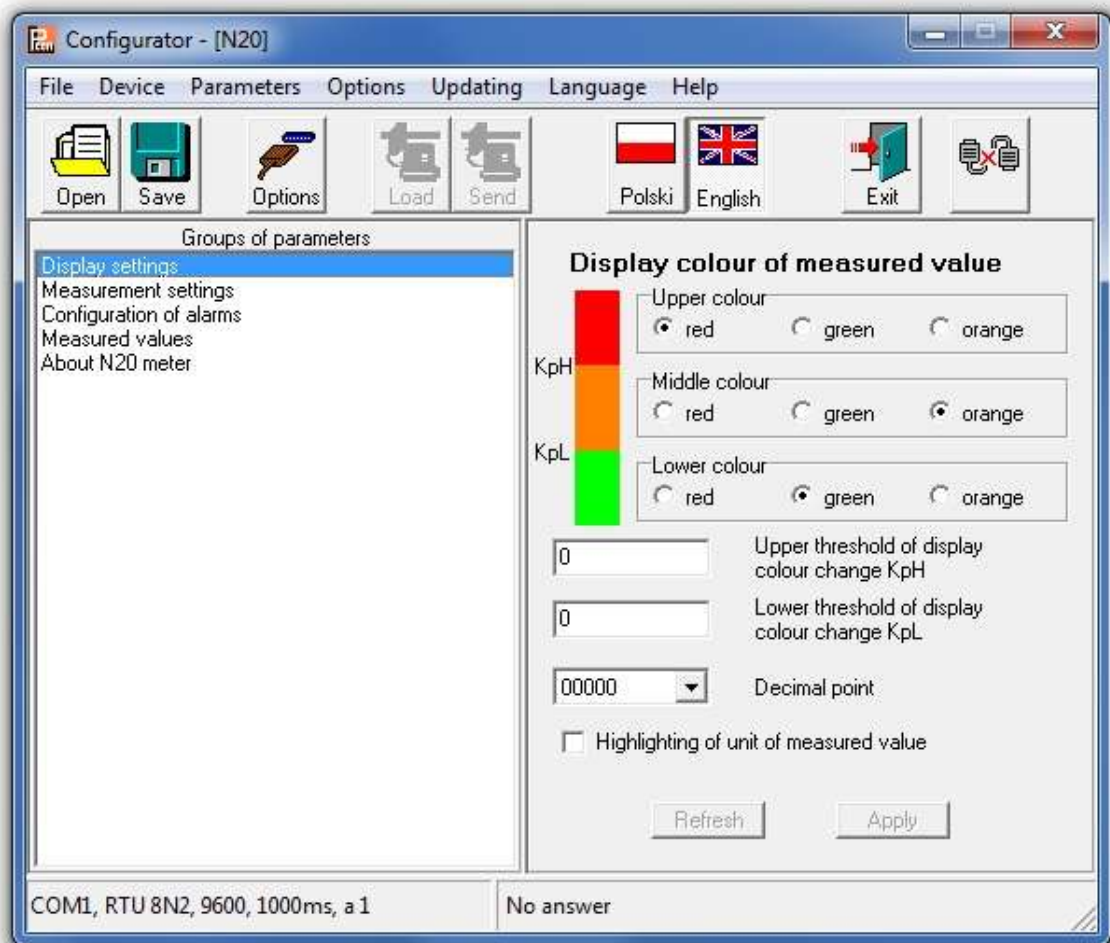 Pcon
Configurator - [N20]
File Device Parameters Options Updating Language Help
Open Save Options Load Send Polski English Exit
Groups of parameters
Display settings
Measurement settings
Configuration of alarms
Measured values
About N20 meter
Display colour of measured value
Upper colour
red green orange
KpH
Middle colour
red green orange
KpL
Lower colour
red green orange
0
Upper threshold of display
colour change KpH
0
Lower threshold of display
colour change KpL
00000 Decimal point
Highlighting of unit of measured value
Refresh Apply
COM1, RTU 8N2, 9600, 1000ms, a 1 No answer